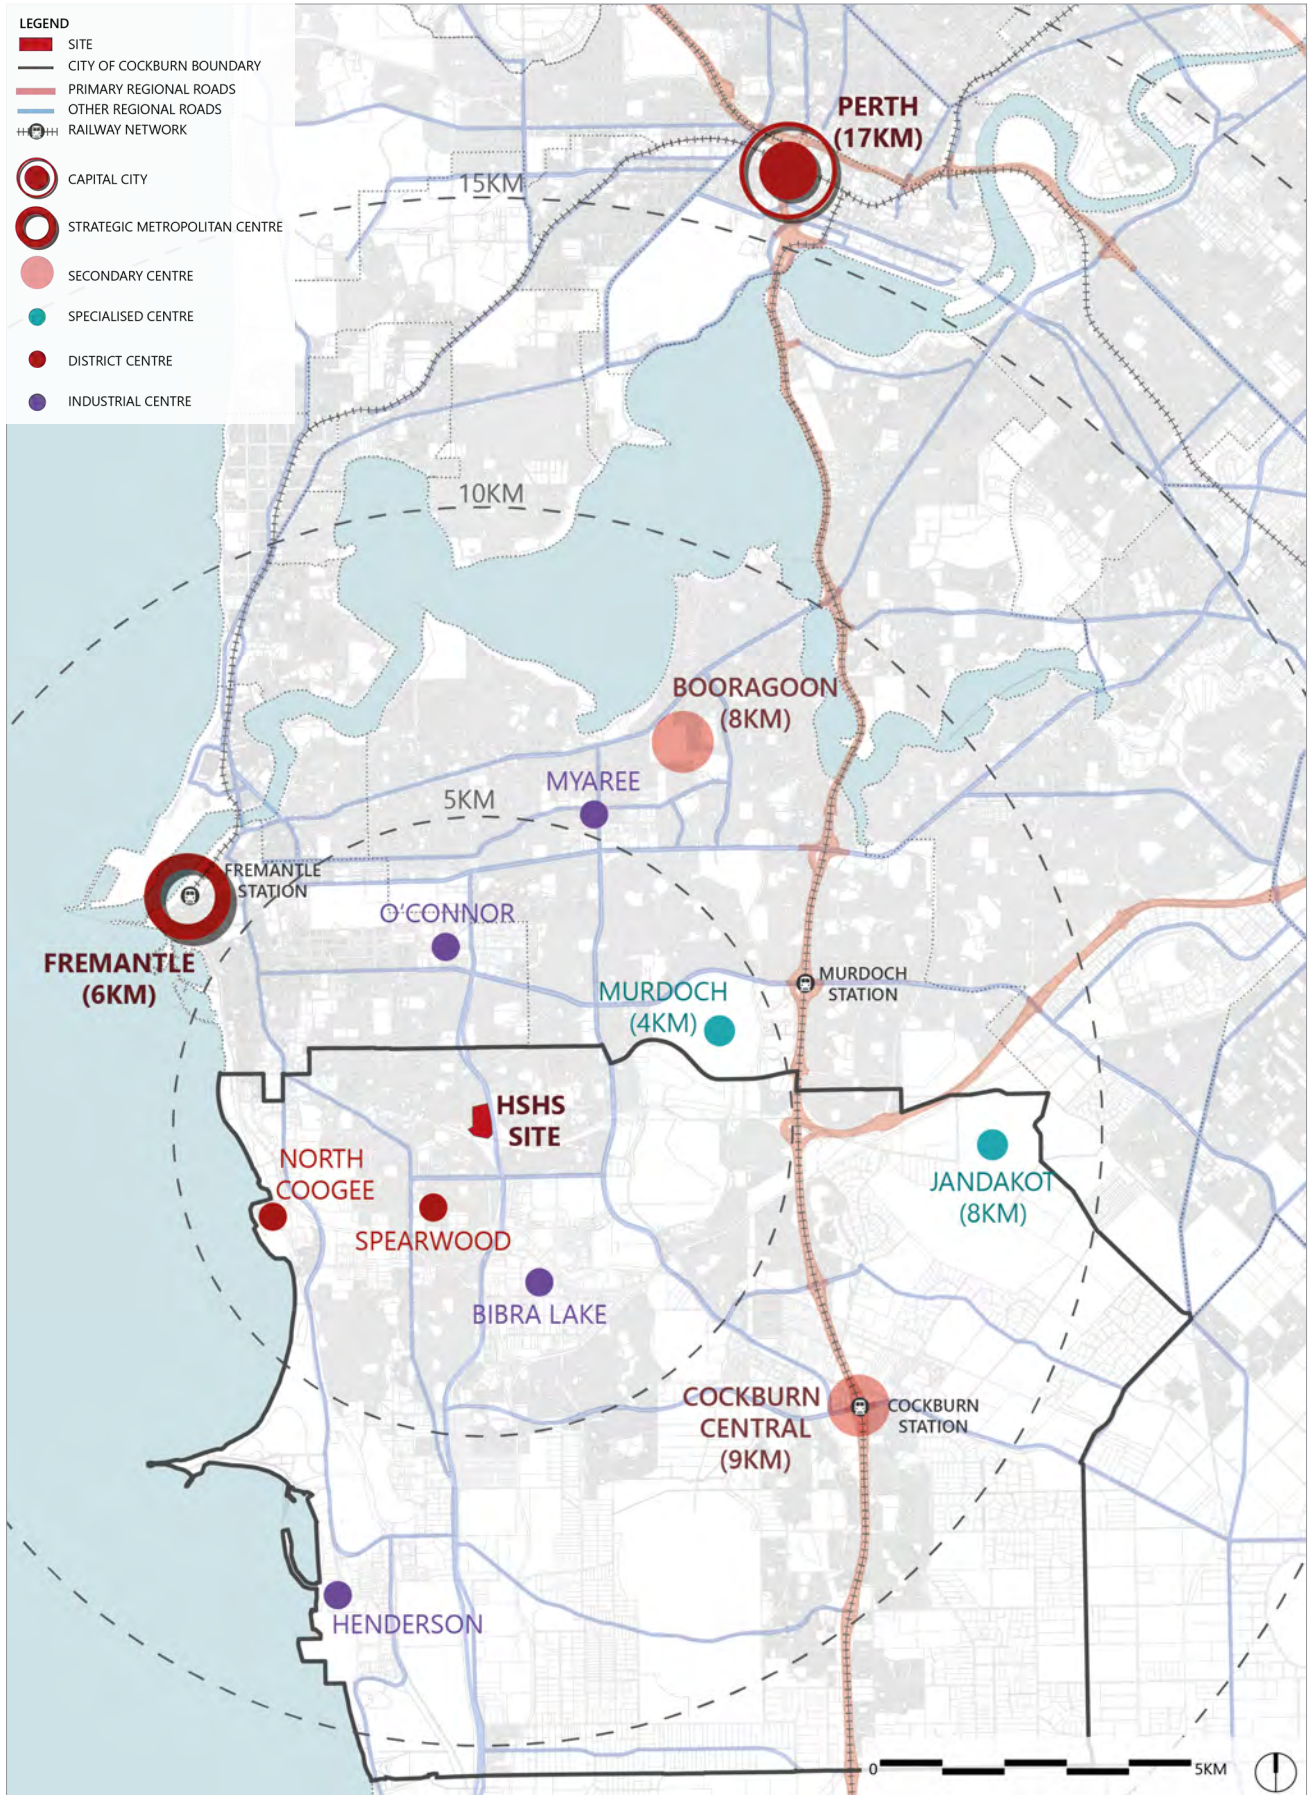 LEGEND
SITE
CITY OF COCKBURN BOUNDARY
PRIMARY REGIONAL ROADS
OTHER REGIONAL ROADS
RAILWAY NETWORK
CAPITAL CITY
STRATEGIC METROPOLITAN CENTRE
SECONDARY CENTRE
SPECIALISED CENTRE
DISTRICT CENTRE
INDUSTRIAL CENTRE
PERTH
(17KM)
15KM
10KM
BOORAGOON
(8KM)
MYAREE
5KM
FREMANTLE
STATION
O'CONNOR
FREMANTLE
(6KM)
MURDOCH
STATION
MURDOCH
(4KM)
HSHS
SITE
NORTH
COOGEE
JANDAKOT
(8KM)
SPEARWOOD
BIBRA LAKE
COCKBURN
CENTRAL
(9KM)
COCKBURN
STATION
HENDERSON
0
5KM